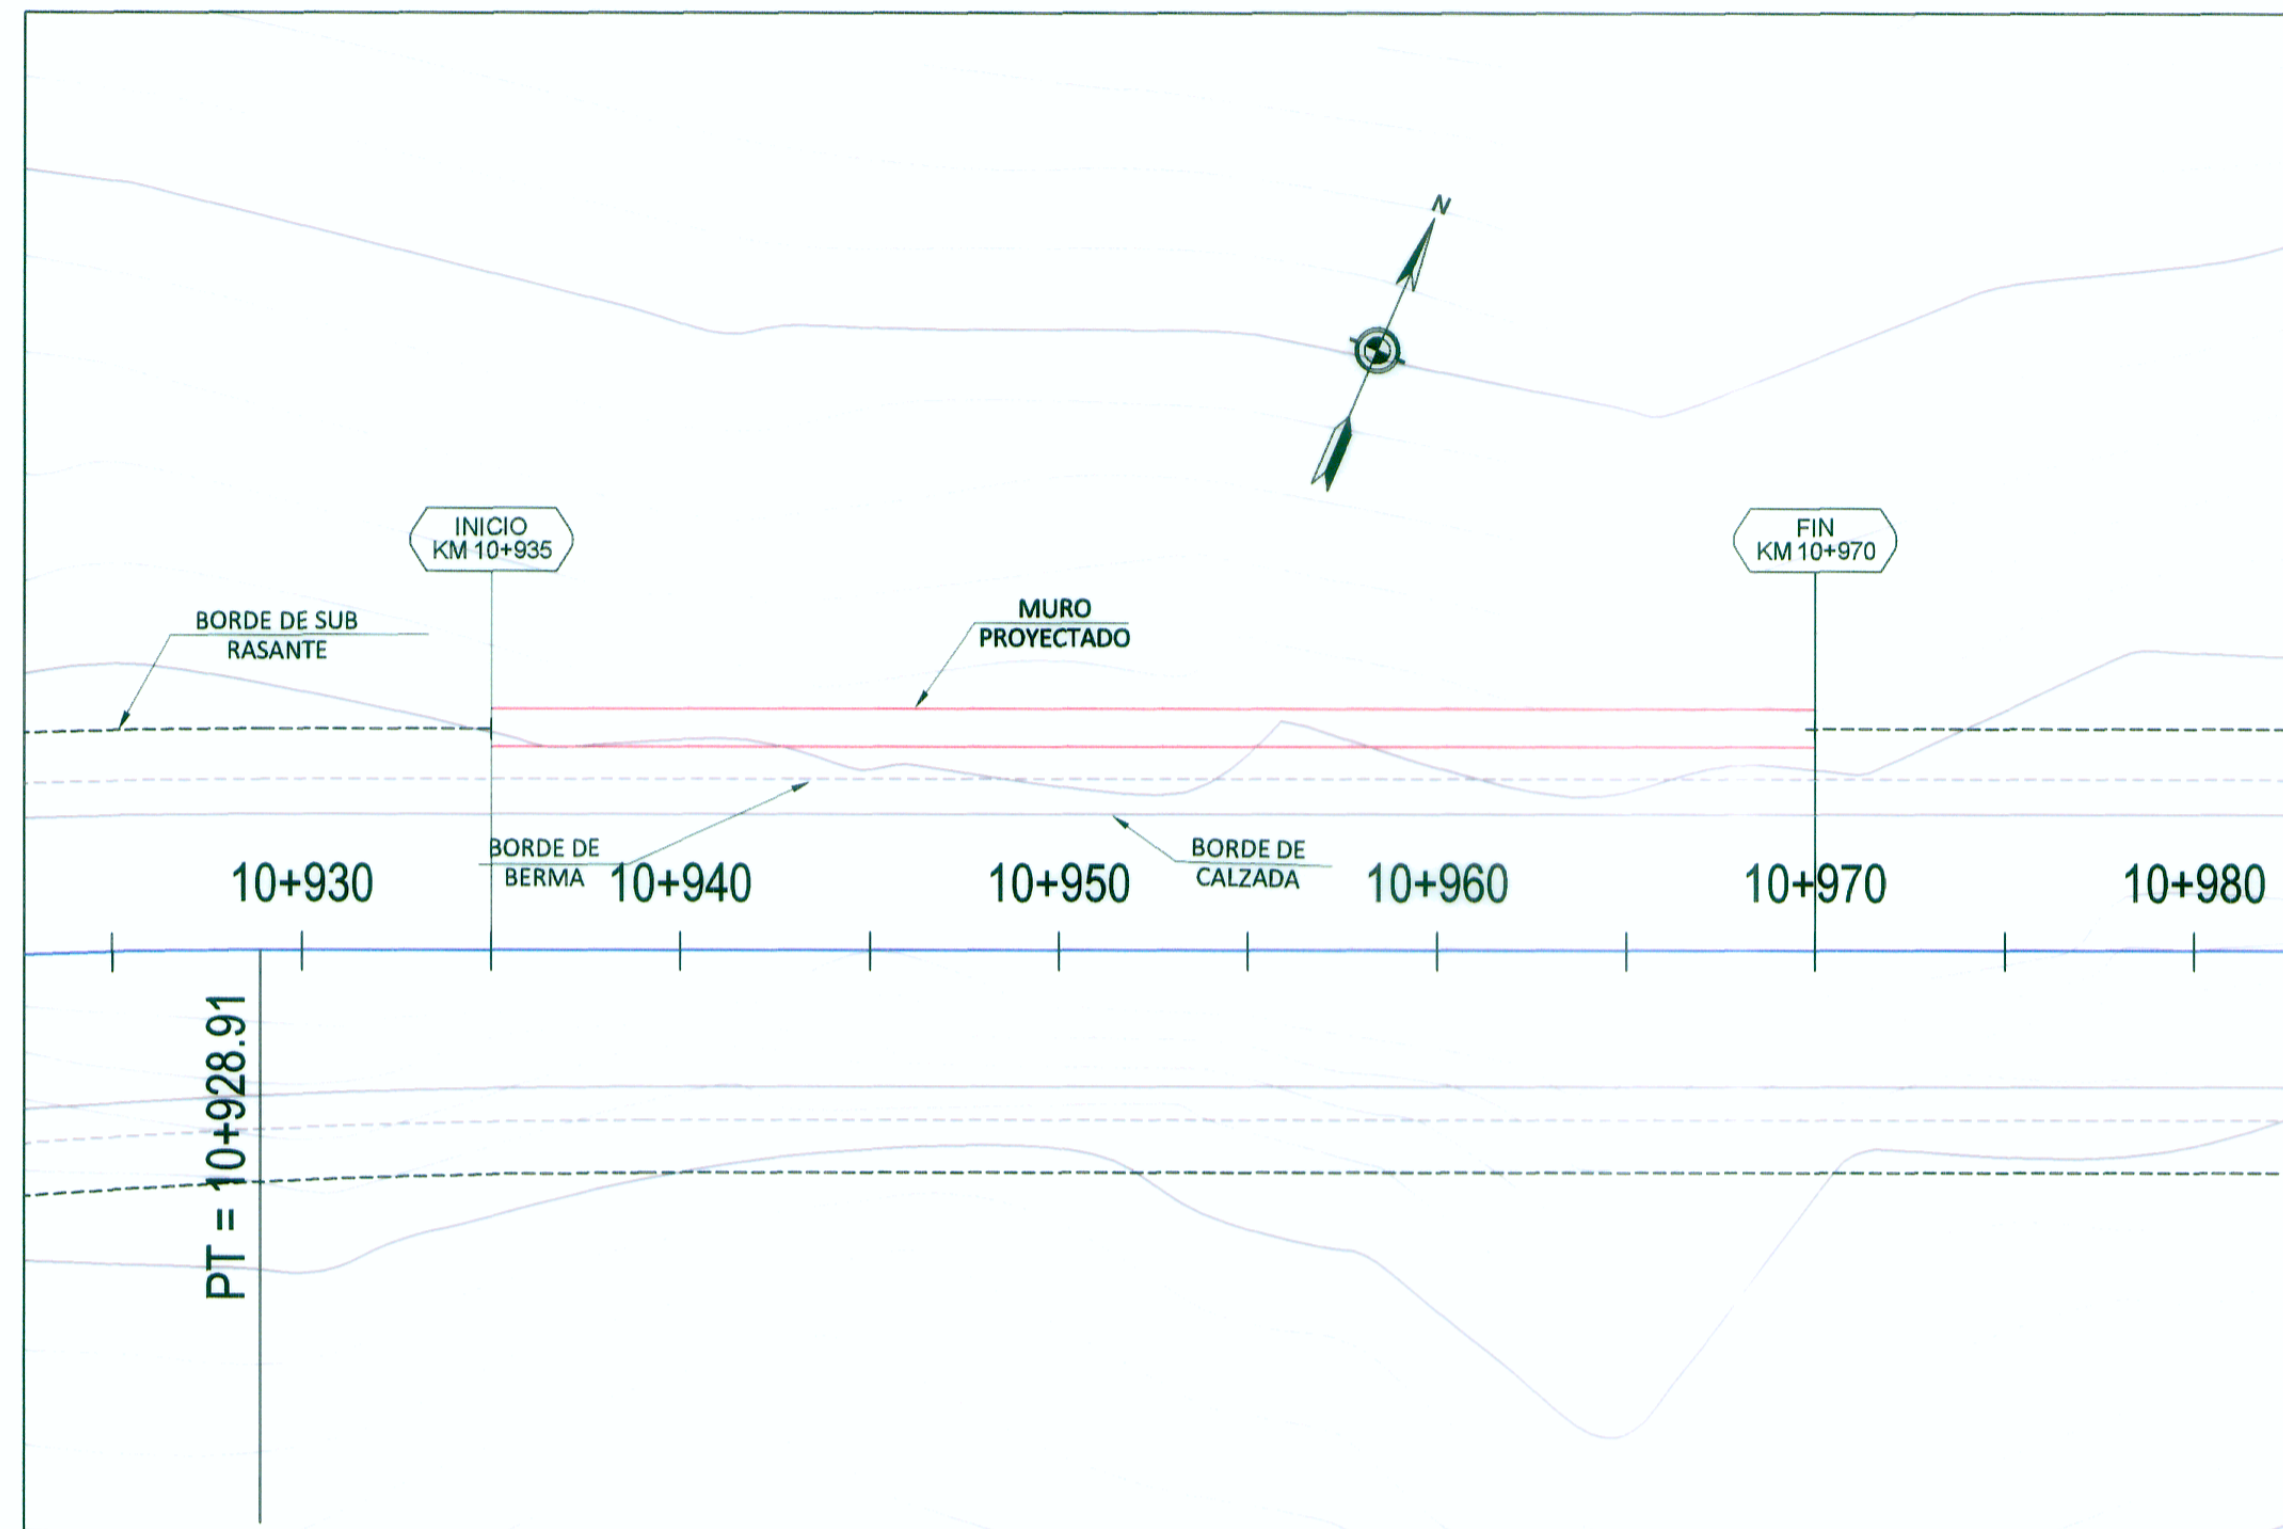 N
INICIO
KM 10+935
FIN
KM 10+970
BORDE DE SUB
RASANTE
MURO
PROYECTADO
BORDE DE
BERMA
BORDE DE
CALZADA
10+930
10+940
10+950
10+960
10+970
10+980
PT = 10+928.91